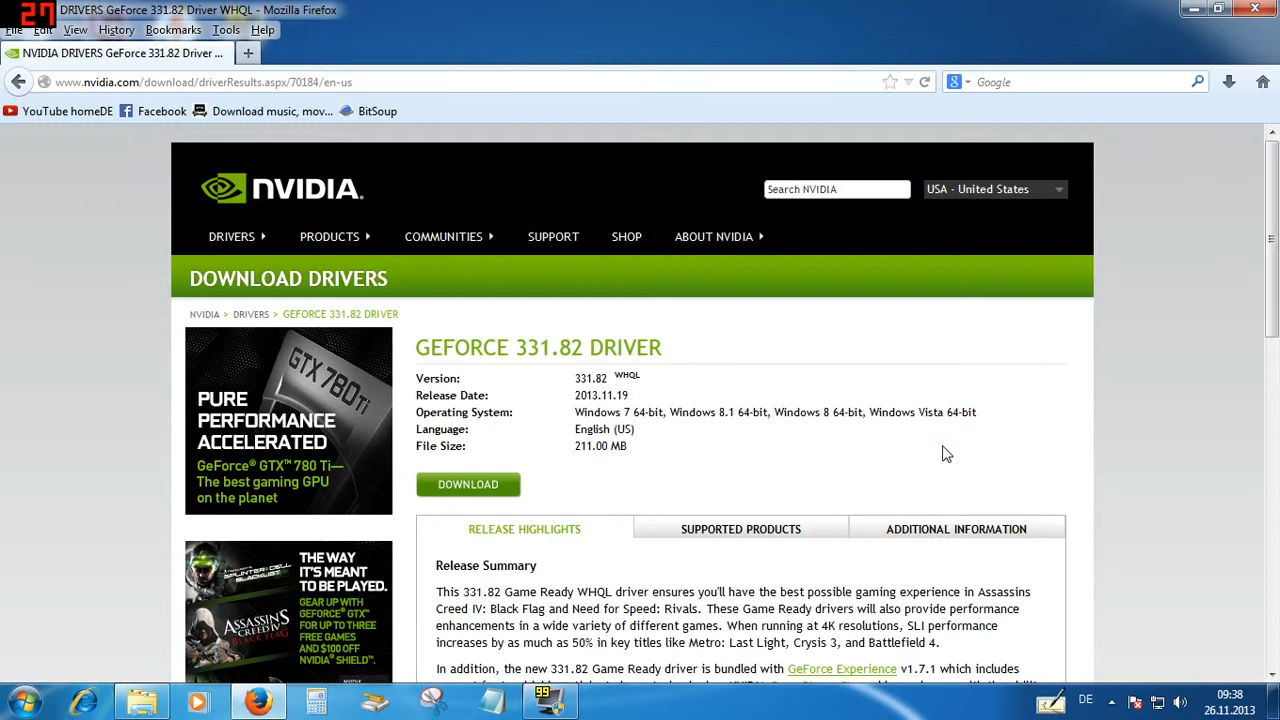 27
DRIVERS GeForce 331.82 Driver WHQL - Mozilla Firefox
File Edit View History Bookmarks Tools Help
NVIDIA DRIVERS GeForce 331.82 Driver ...
www.nvidia.com/download/driverResults.aspx/70184/en-us
Google
YouTube homeDE Facebook Download music, mov... BitSoup
NVIDIA.
Search NVIDIA
USA - United States
DRIVERS PRODUCTS COMMUNITIES SUPPORT SHOP ABOUT NVIDIA
DOWNLOAD DRIVERS
NVIDIA > DRIVERS > GEFORCE 331.82 DRIVER
GTX 780 Ti
PURE
PERFORMANCE
ACCELERATED
GeForce® GTX™ 780 Ti—
The best gaming GPU
on the planet
GEFORCE 331.82 DRIVER
Version: 331.82 WHQL
Release Date: 2013.11.19
Operating System: Windows 7 64-bit, Windows 8.1 64-bit, Windows 8 64-bit, Windows Vista 64-bit
Language: English (US)
File Size: 211.00 MB
DOWNLOAD
RELEASE HIGHLIGHTS SUPPORTED PRODUCTS ADDITIONAL INFORMATION
Release Summary
This 331.82 Game Ready WHQL driver ensures you'll have the best possible gaming experience in Assassins
Creed IV: Black Flag and Need for Speed: Rivals. These Game Ready drivers will also provide performance
enhancements in a wide variety of different games. When running at 4K resolutions, SLI performance
increases by as much as 50% in key titles like Metro: Last Light, Crysis 3, and Battlefield 4.
In addition, the new 331.82 Game Ready driver is bundled with GeForce Experience v1.7.1 which includes
SPLINTER CELL
BLACKLIST
ASSASSIN'S
CREED IV
BLACK FLAG
THE WAY
IT'S MEANT
TO BE PLAYED.
GEAR UP WITH
GEFORCE® GTX™
FOR UP TO THREE
FREE GAMES
AND $100 OFF
NVIDIA® SHIELD™.
99
DE
09:38
26.11.2013